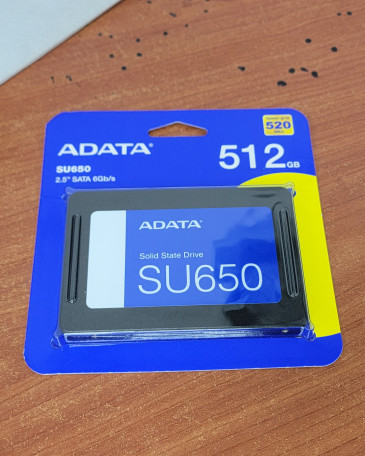 520
ADATA®
512GB
SU650
2.5" SATA 6Gb/s
ADATA®
Solid State Drive
SU650